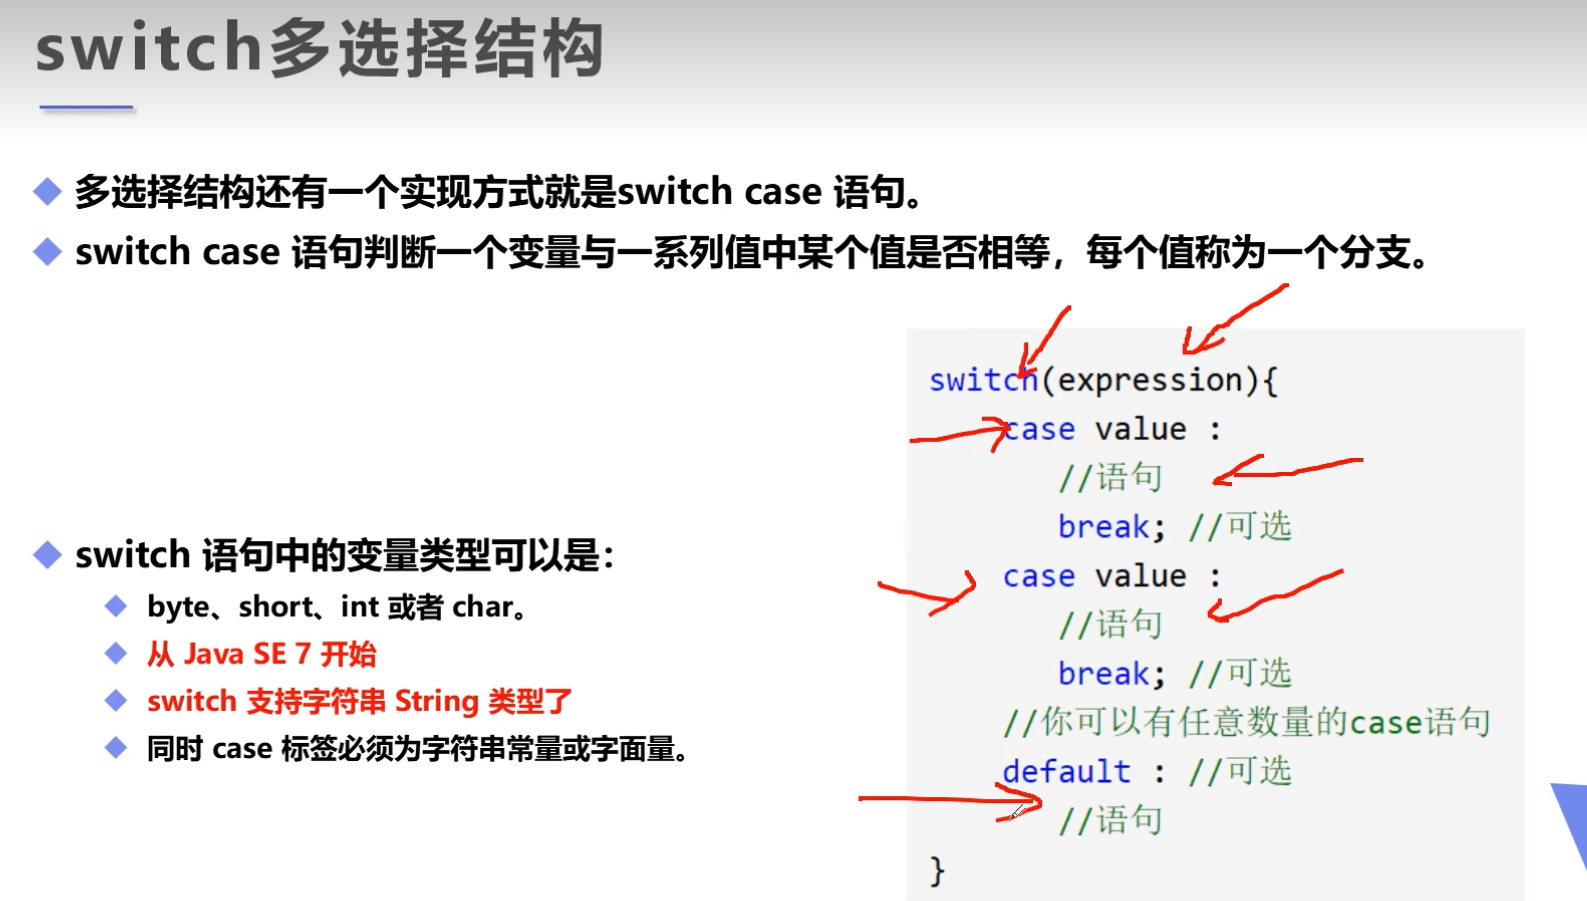 switch多选择结构
多选择结构还有一个实现方式就是switch case 语句。
switch case 语句判断一个变量与一系列值中某个值是否相等，每个值称为一个分支。
switch 语句中的变量类型可以是：
byte、short、int 或者 char。
从 Java SE 7 开始
switch 支持字符串 String 类型了
同时 case 标签必须为字符串常量或字面量。
switch(expression){
case value :
//语句
break; //可选
case value :
//语句
break; //可选
//你可以有任意数量的case语句
default : //可选
//语句
}